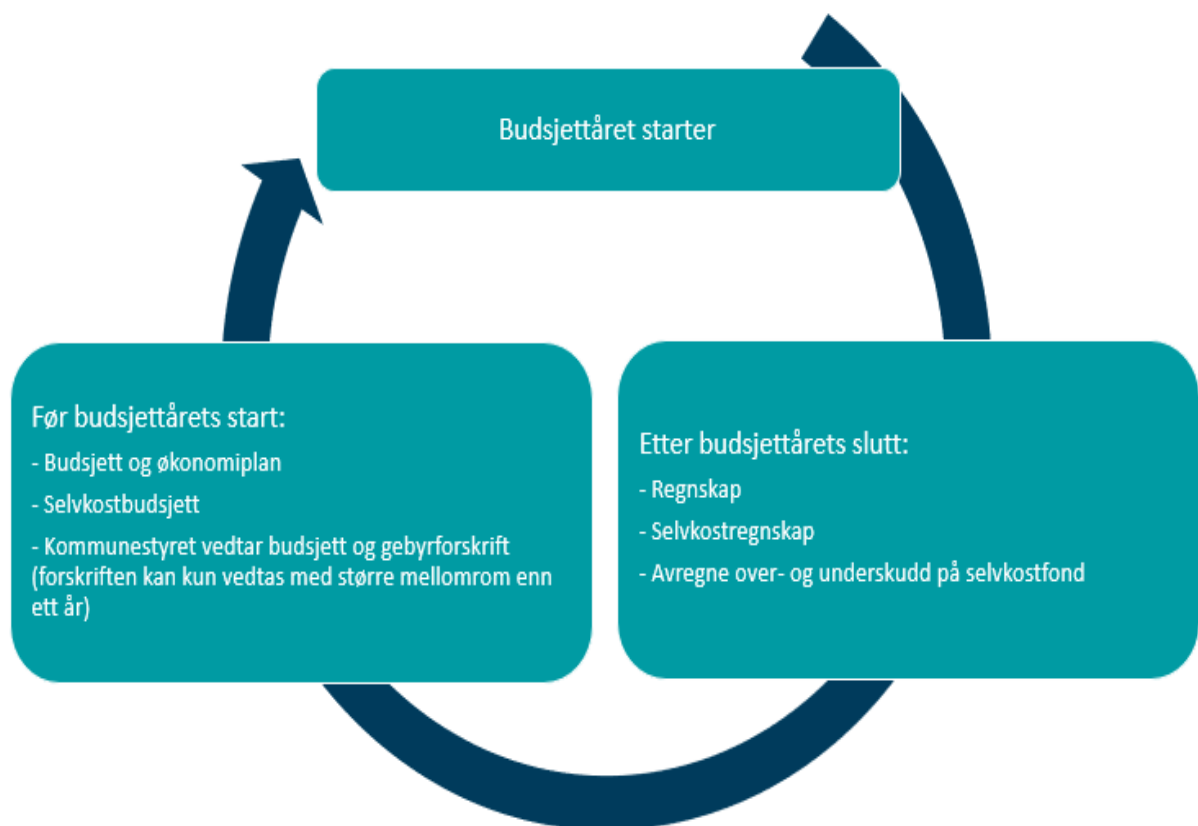 Budsjettåret starter
Før budsjettårets start:
- Budsjett og økonomiplan
- Selvkostbudsjett
- Kommunestyret vedtar budsjett og gebyrforskrift
(forskriften kan kun vedtas med større mellomrom enn
ett år)
Etter budsjettårets slutt:
- Regnskap
- Selvkostregnskap
- Avregne over- og underskudd på selvkostfond